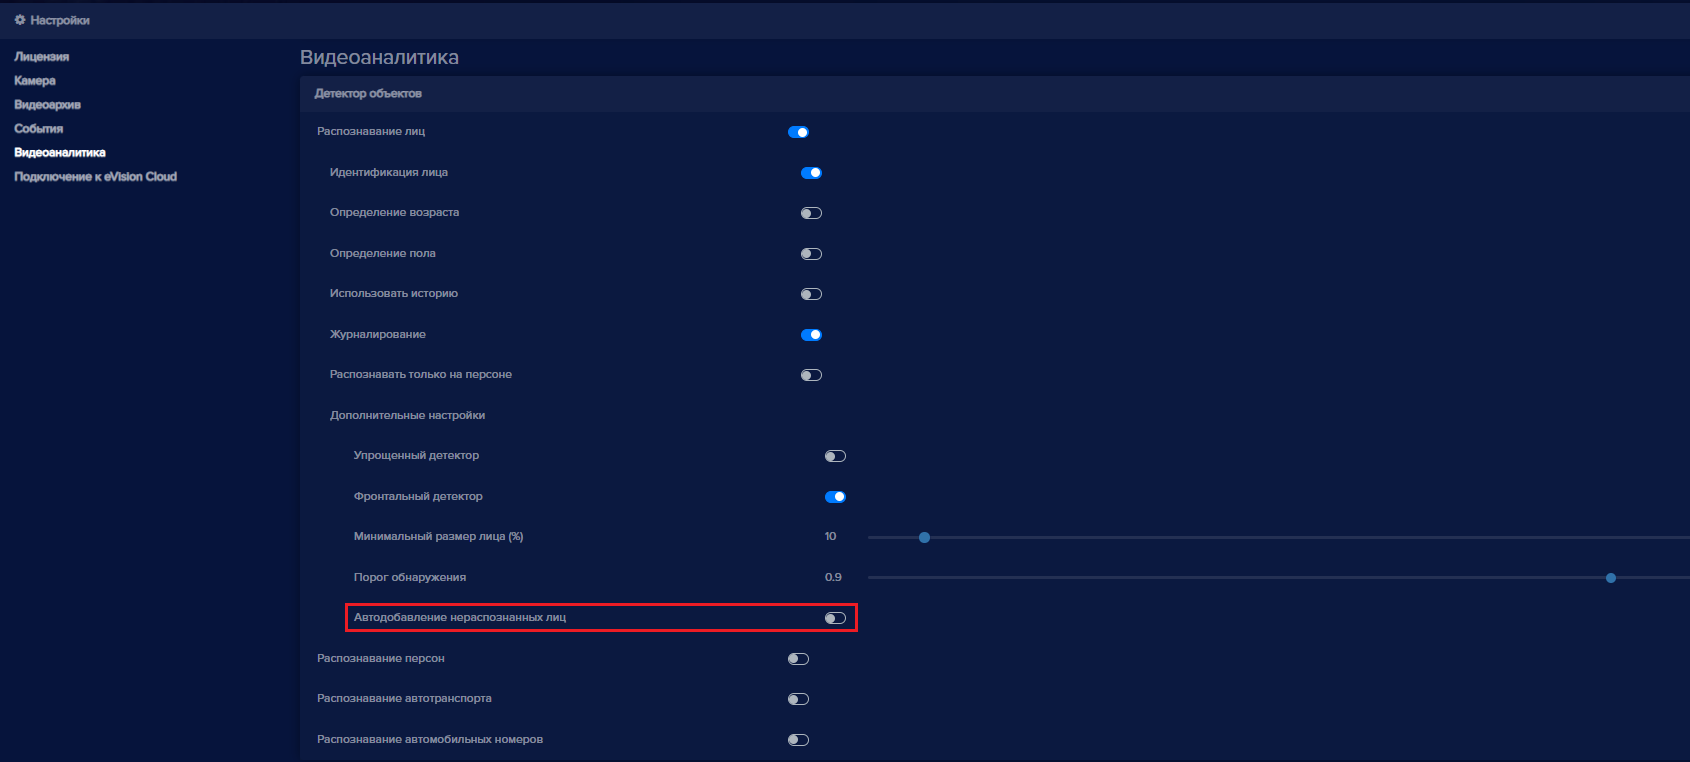 Настройки
Лицензия
Камера
Видеоархив
События
Видеоаналитика
Подключение к eVision Cloud
Видеоаналитика
Детектор объектов
Распознавание лиц
Идентификация лица
Определение возраста
Определение пола
Использовать историю
Журналирование
Распознавать только на персоне
Дополнительные настройки
Упрощенный детектор
Фронтальный детектор
Минимальный размер лица (%) 10
Порог обнаружения 0.9
Автодобавление нераспознанных лиц
Распознавание персон
Распознавание автотранспорта
Распознавание автомобильных номеров